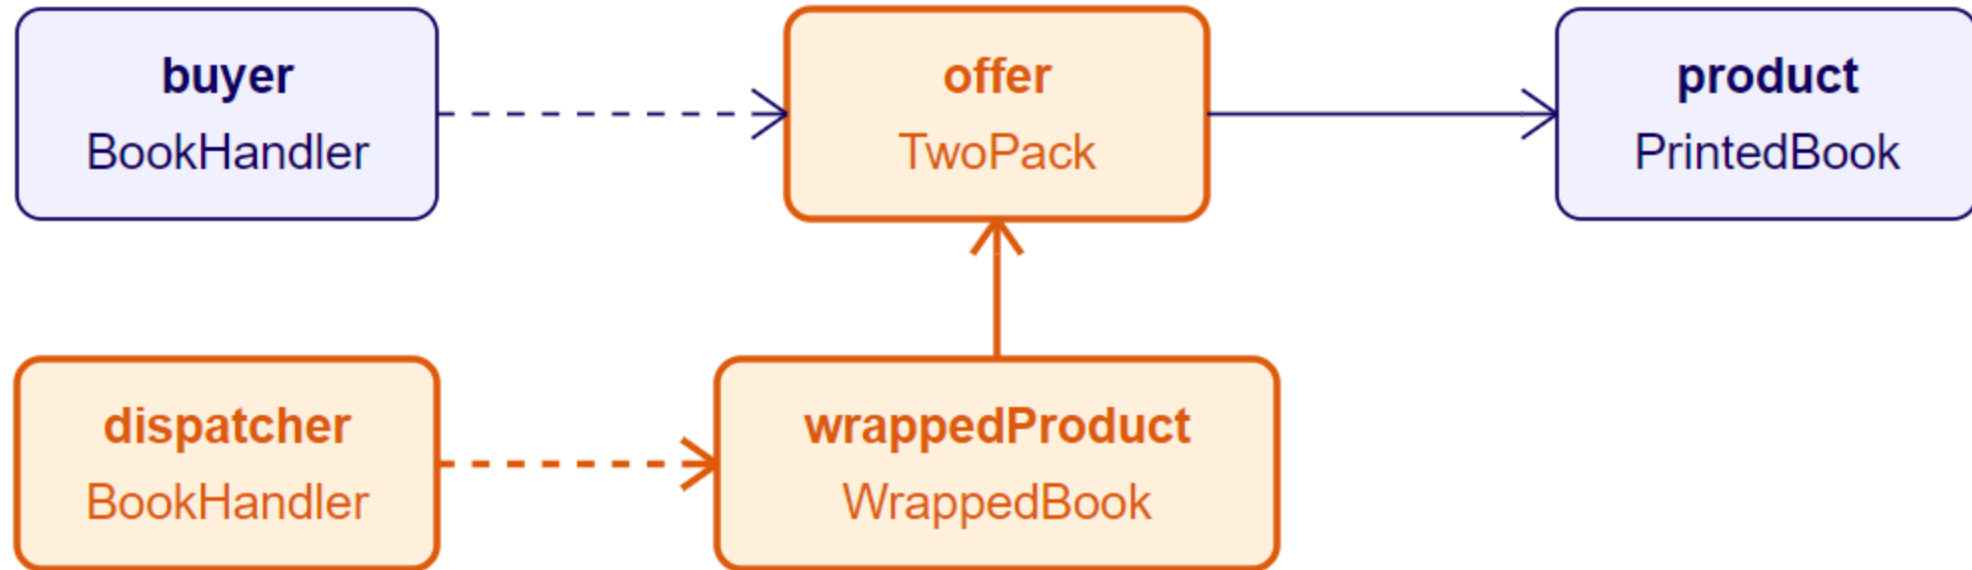 buyer
BookHandler
offer
TwoPack
product
PrintedBook
dispatcher
BookHandler
wrappedProduct
WrappedBook